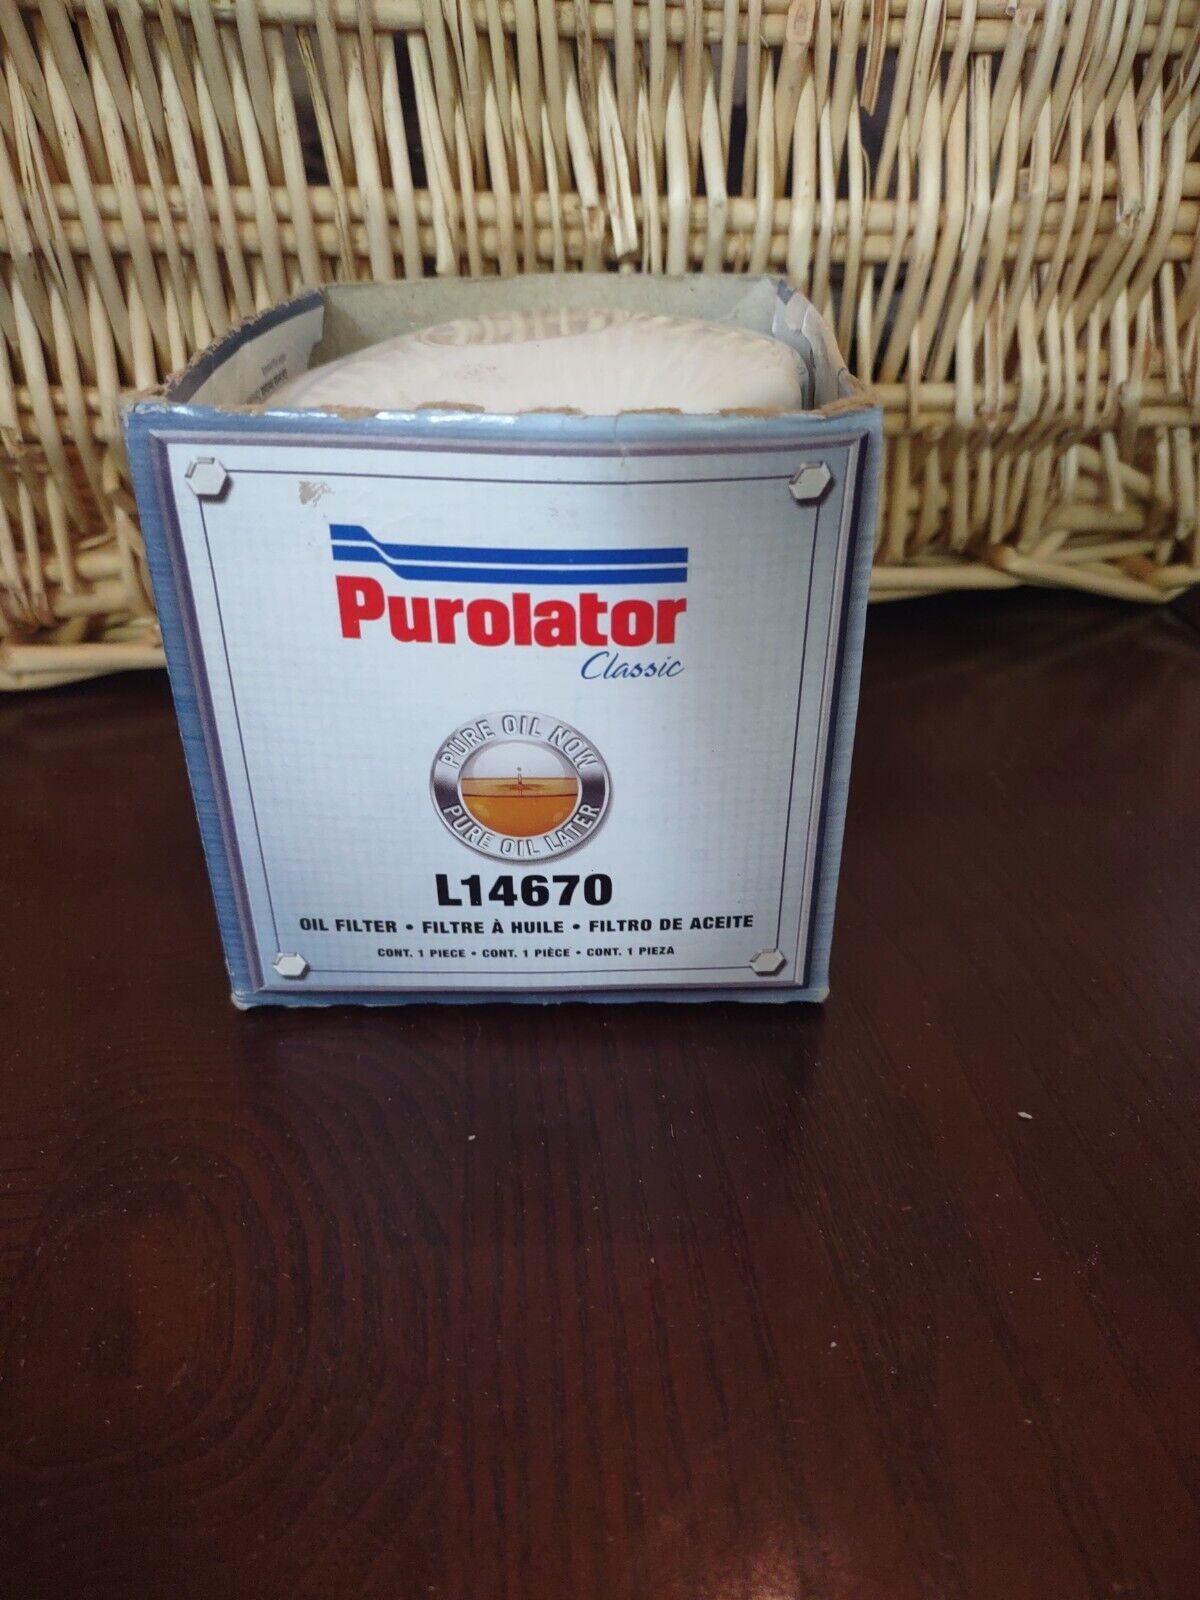 Purolator
Classic
PURE OIL NOW
PURE OIL LATER
L14670
OIL FILTER • FILTRE À HUILE • FILTRO DE ACEITE
CONT. 1 PIECE • CONT. 1 PIÈCE • CONT. 1 PIEZA